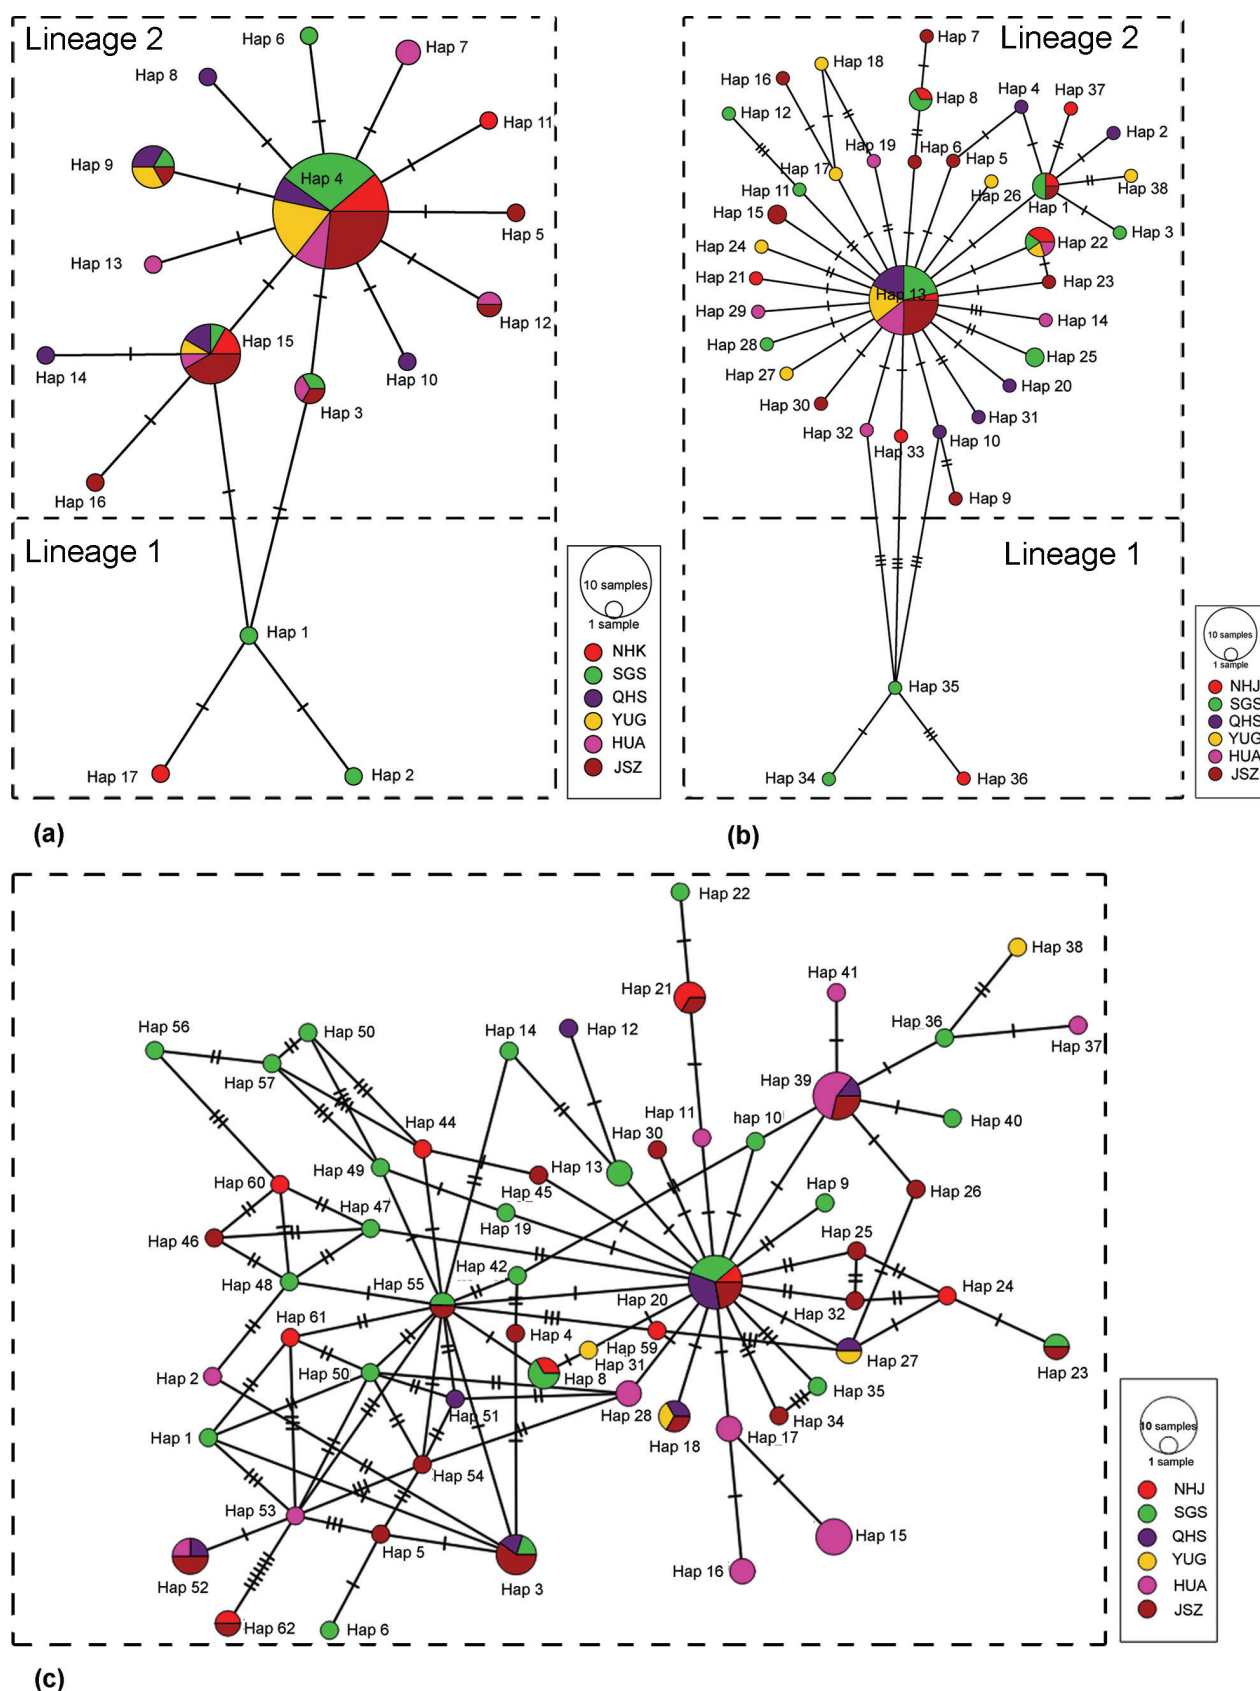 Lineage 2
Hap 6
Hap 7
Hap 8
Hap 11
Hap 9
Hap 4
Hap 5
Hap 13
Hap 12
Hap 15
Hap 14
Hap 10
Hap 3
Hap 16
Lineage 1
Hap 1
Hap 17
Hap 2
10 samples
1 sample
NHK
SGS
QHS
YUG
HUA
JSZ
(a)
Lineage 2
Hap 7
Hap 18
Hap 16
Hap 8
Hap 4
Hap 37
Hap 12
Hap 2
Hap 19
Hap 6
Hap 5
Hap 17
Hap 38
Hap 11
Hap 26
Hap 1
Hap 15
Hap 3
Hap 24
Hap 22
Hap 21
Hap 13
Hap 23
Hap 29
Hap 14
Hap 28
Hap 25
Hap 27
Hap 20
Hap 30
Hap 31
Hap 32
Hap 33
Hap 10
Hap 9
Lineage 1
Hap 35
Hap 34
Hap 36
10 samples
1 sample
NHJ
SGS
QHS
YUG
HUA
JSZ
(b)
Hap 22
Hap 38
Hap 41
Hap 21
Hap 56
Hap 50
Hap 14
Hap 12
Hap 36
Hap 37
Hap 57
Hap 39
Hap 11
hap 10
Hap 40
Hap 44
Hap 30
Hap 49
Hap 13
Hap 60
Hap 45
Hap 9
Hap 26
Hap 47
Hap 19
Hap 46
Hap 25
Hap 48
Hap 55
Hap 42
Hap 24
Hap 61
Hap 20
Hap 32
Hap 4
Hap 59
Hap 31
Hap 27
Hap 23
Hap 2
Hap 50
Hap 8
Hap 35
Hap 51
Hap 28
Hap 34
Hap 1
Hap 18
Hap 17
Hap 54
Hap 53
Hap 5
Hap 15
Hap 52
Hap 3
Hap 16
Hap 62
Hap 6
10 samples
1 sample
NHJ
SGS
QHS
YUG
HUA
JSZ
(c)